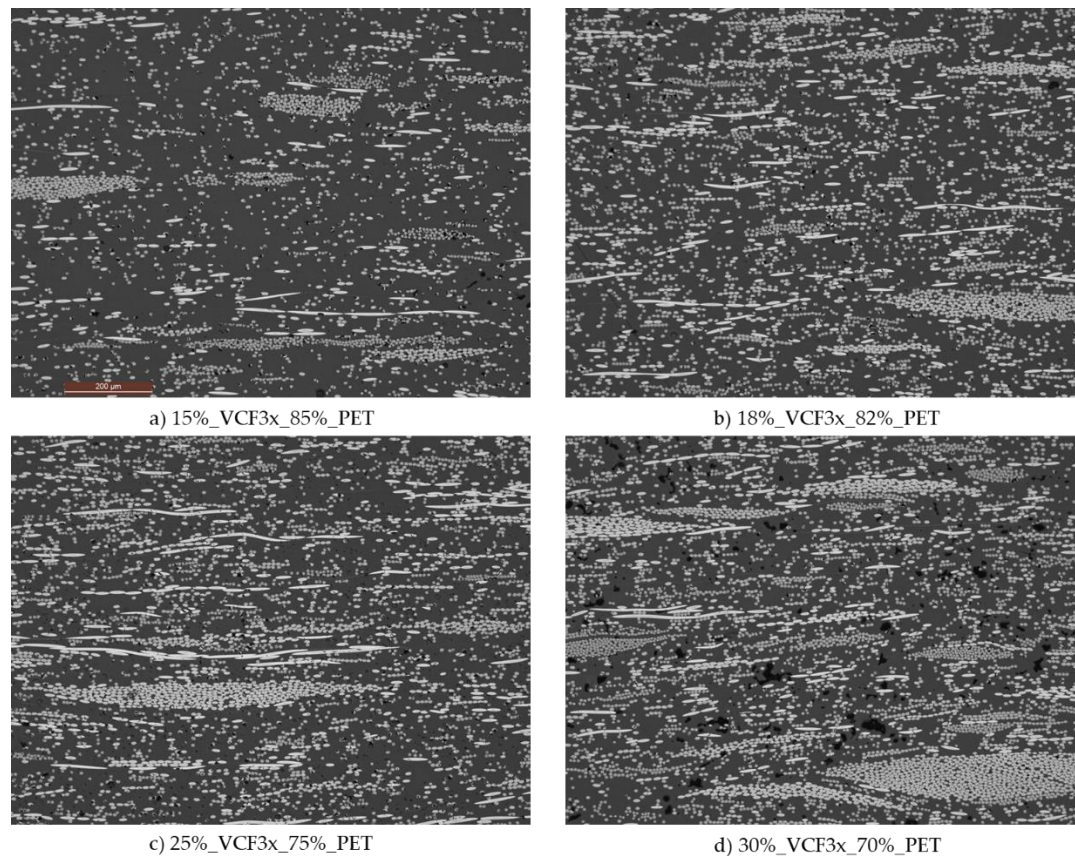 200 µm
a) 15%_VCF3x_85%_PET
b) 18%_VCF3x_82%_PET
c) 25%_VCF3x_75%_PET
d) 30%_VCF3x_70%_PET